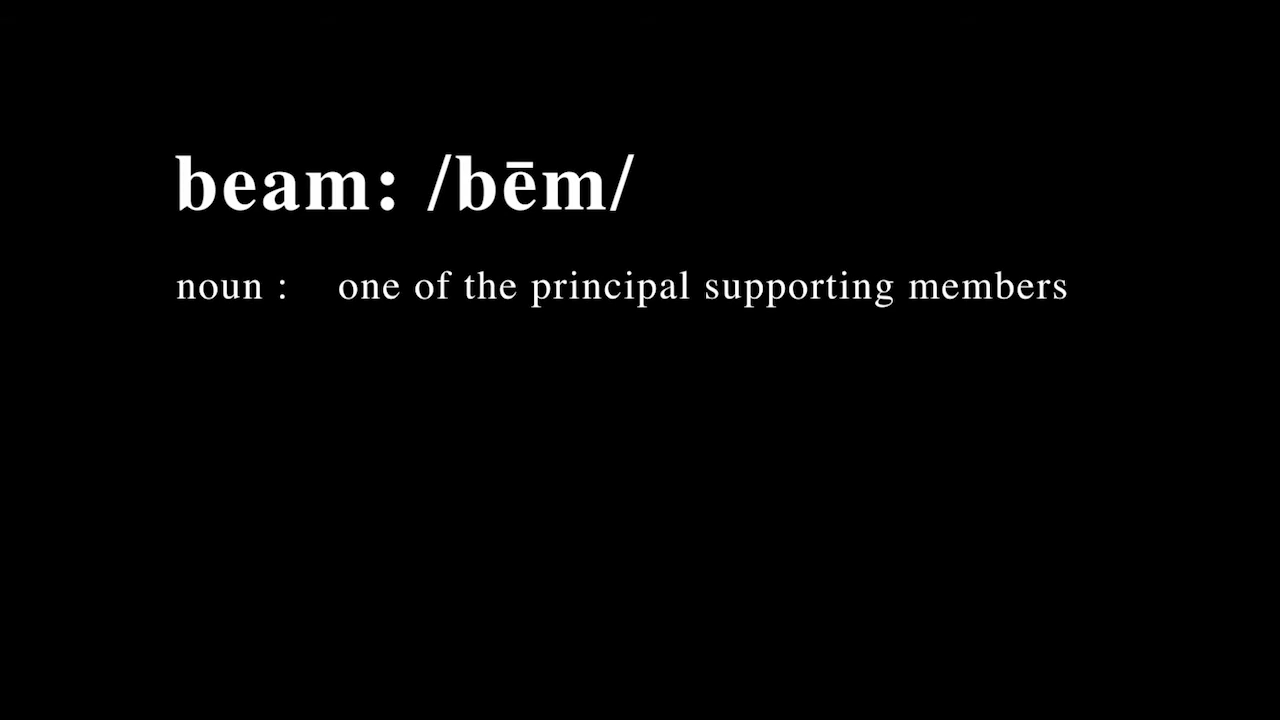 beam: /bēm/
noun : one of the principal supporting members